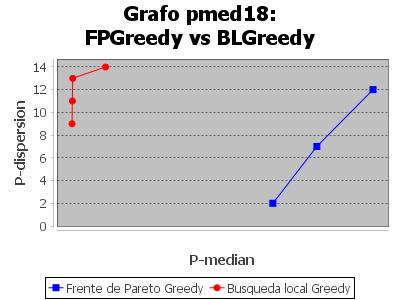 Grafo pmed18:
FPGreedy vs BLGreedy
14
12
10
8
6
4
2
0
P-dispersion
P-median
Frente de Pareto Greedy
Busqueda local Greedy